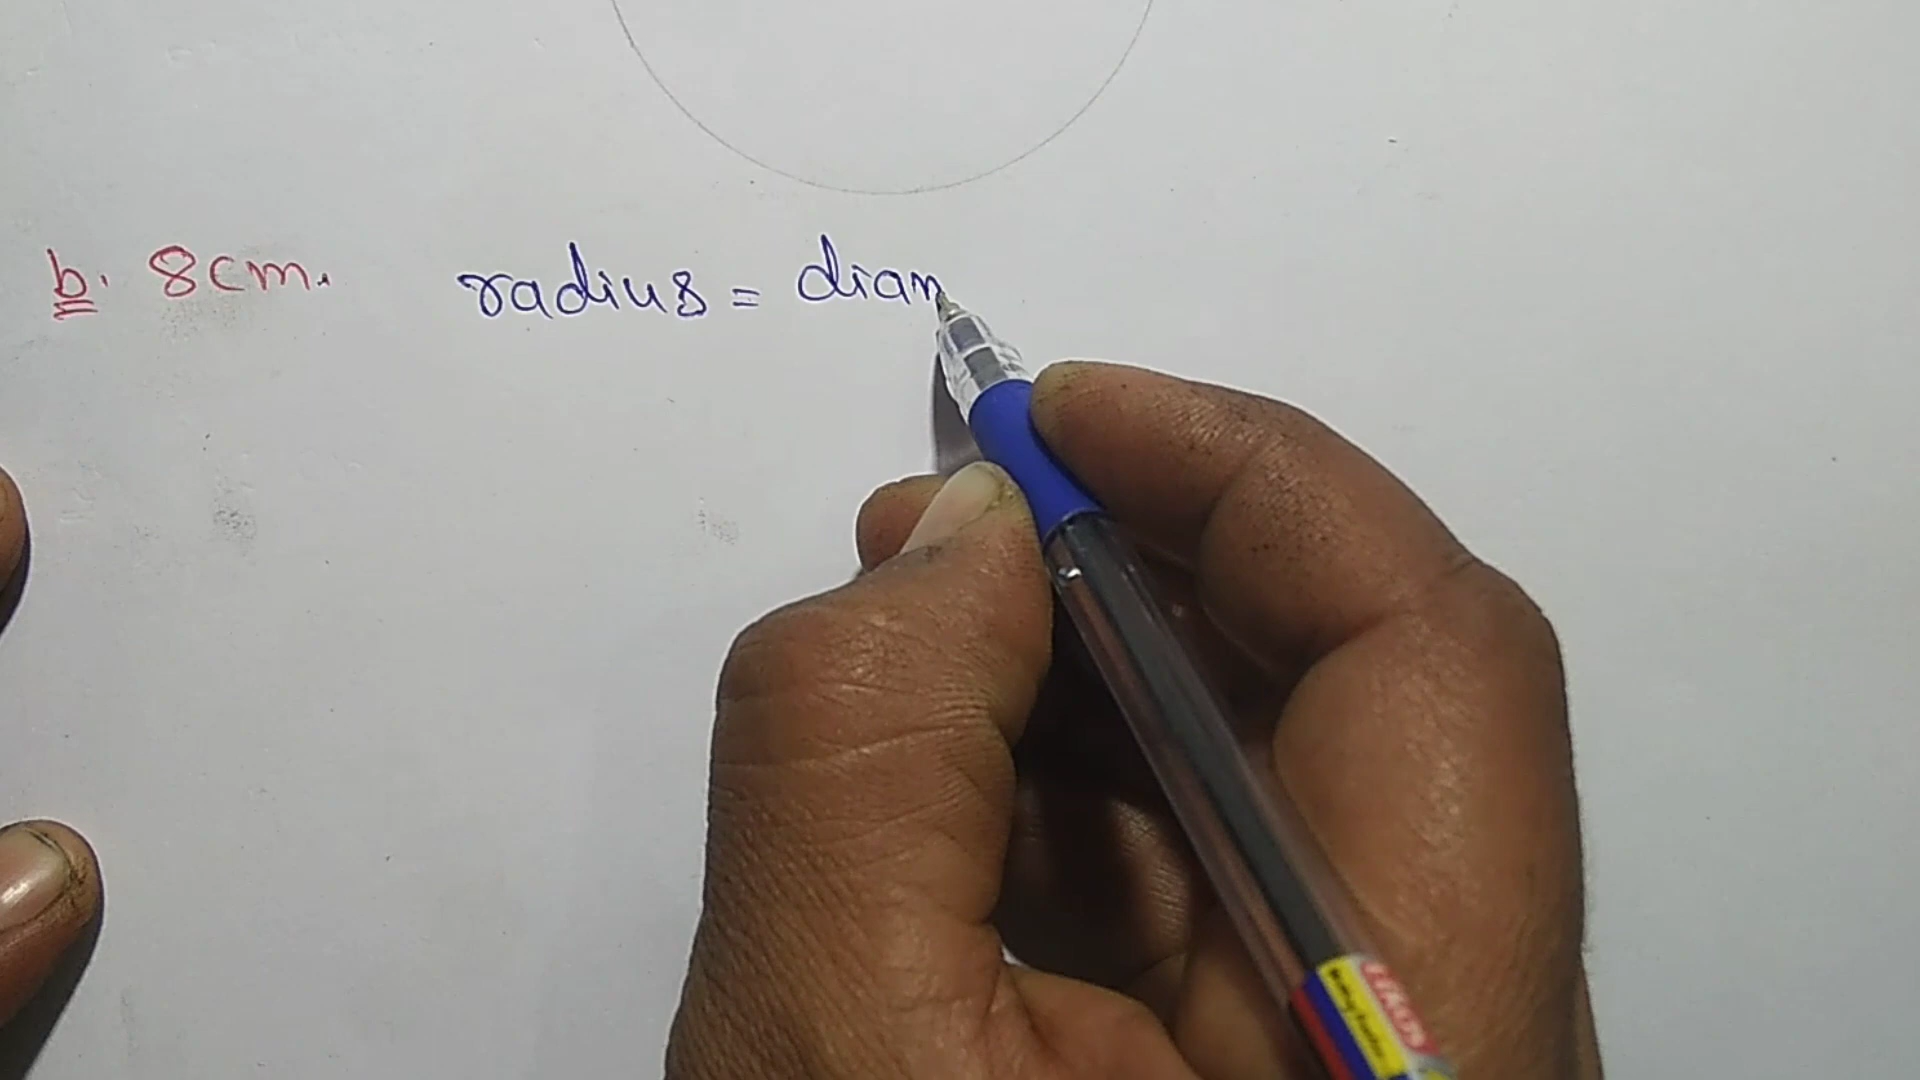 b. 8cm. radius = diam